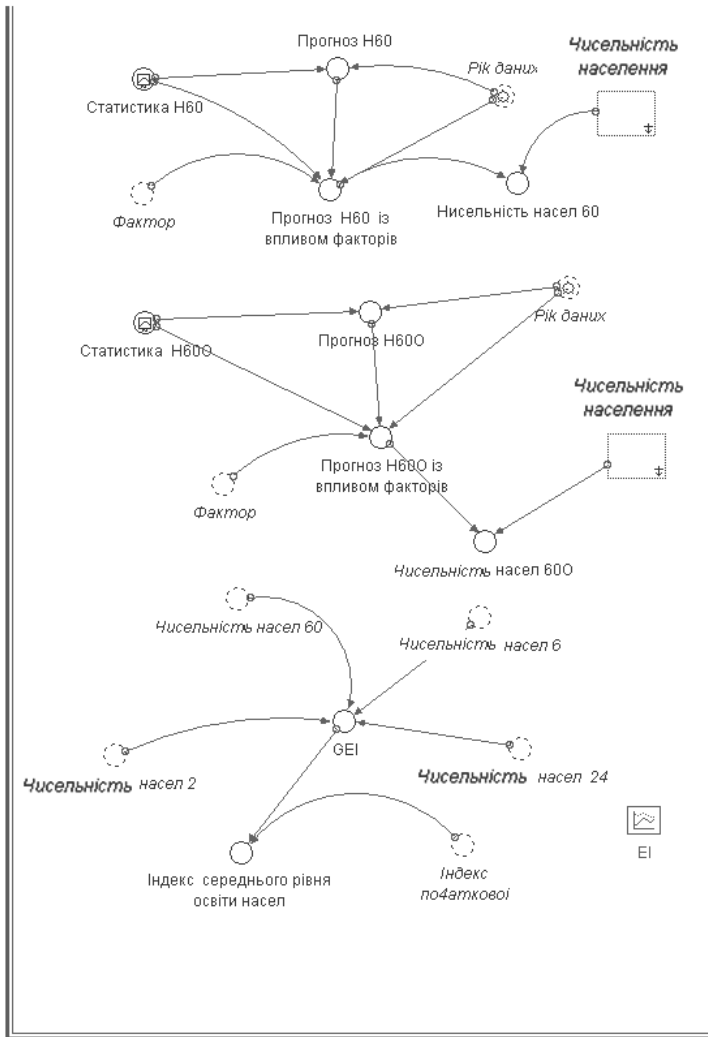 Прогноз Н60
Чисельність
населення
Рік даних
Статистика Н60
Фактор
Прогноз Н60 із
впливом факторів
Нисельність насел 60
Рік даних
Статистика Н60О
Прогноз Н60О
Чисельність
населення
Прогноз Н60О із
впливом факторів
Фактор
Чисельність насел 60О
Чисельність насел 60
Чисельність насел 6
GEI
Чисельність насел 2
Чисельність насел 24
EI
Індекс середнього рівня
освіти насел
Індекс
по4аткової